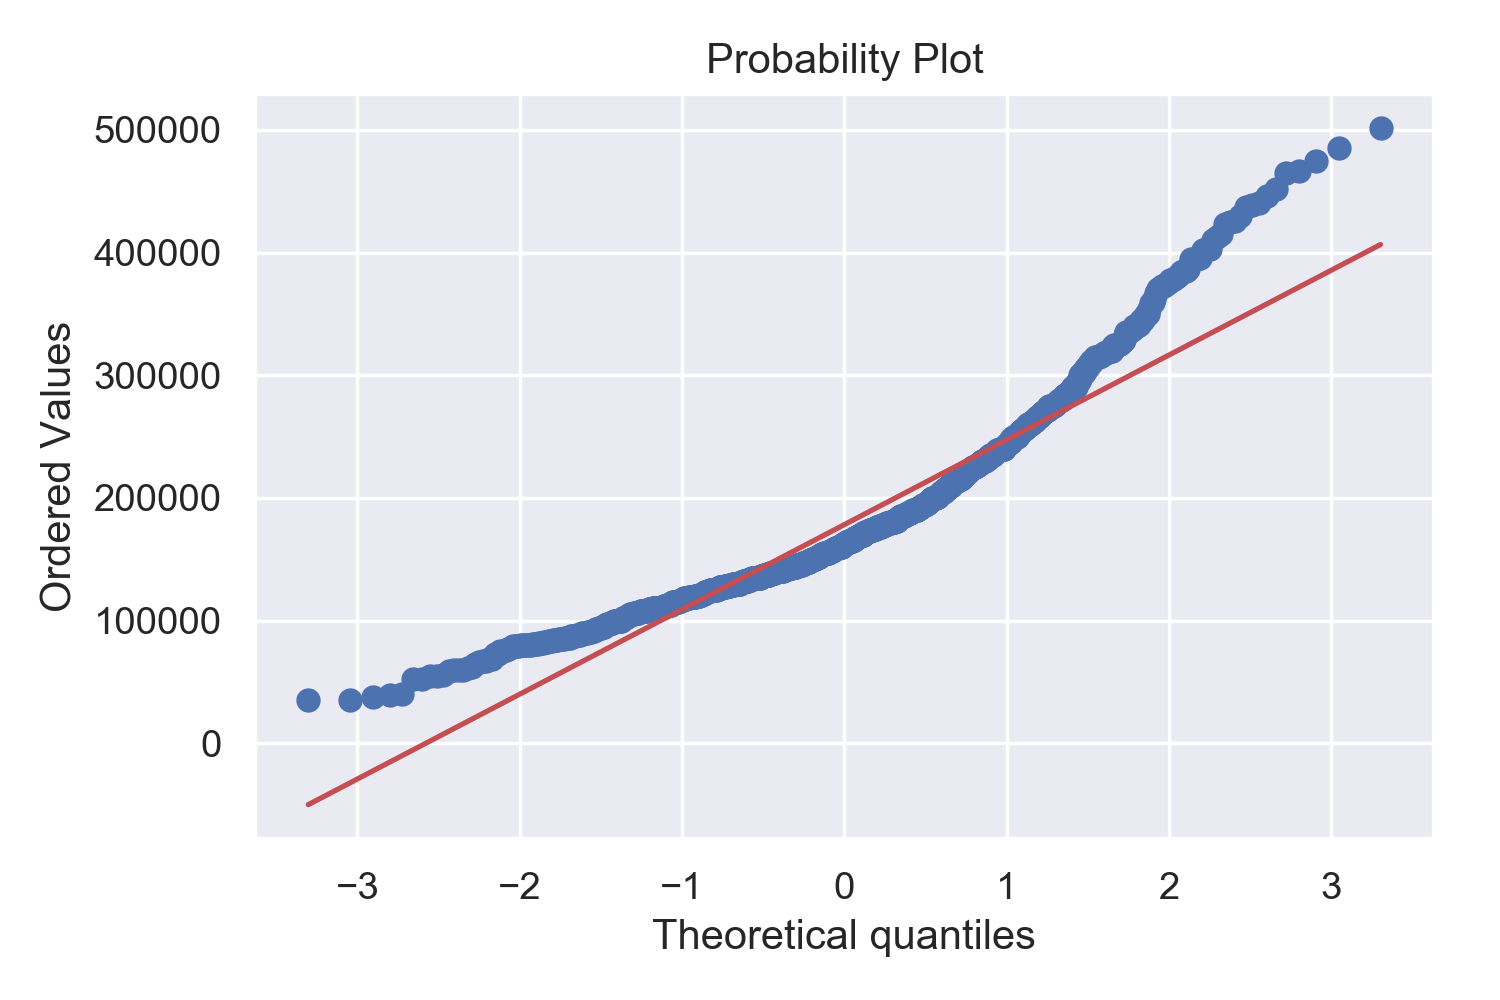 Probability Plot
500000
400000
300000
200000
100000
0
Ordered Values
−3 −2 −1 0 1 2 3
Theoretical quantiles